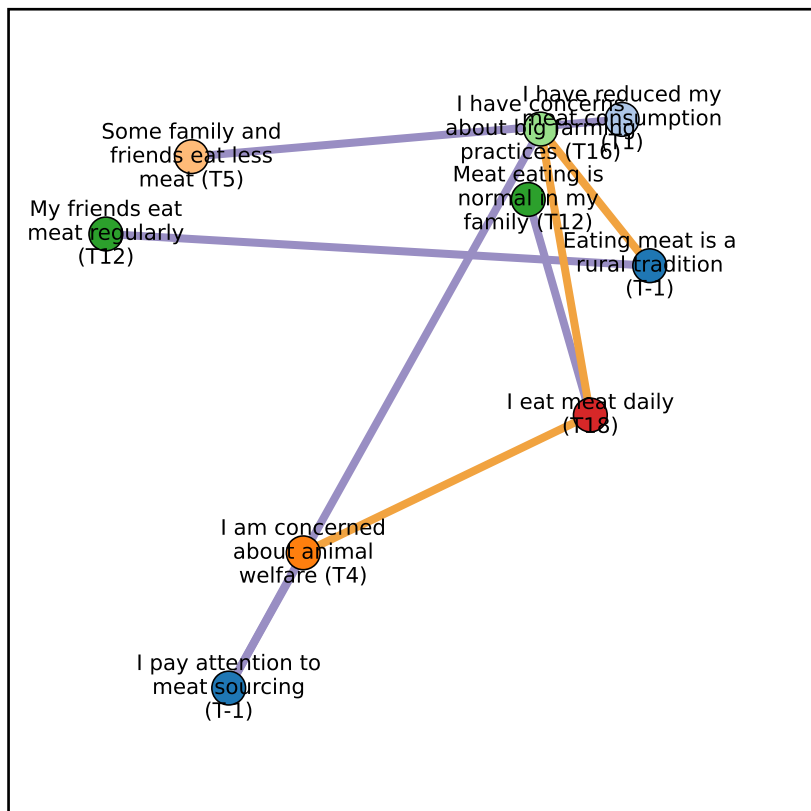 I have reduced my
meat consumption
(T1)
I have concerns
about big farming
practices (T16)
Some family and
friends eat less
meat (T5)
Meat eating is
normal in my
family (T12)
My friends eat
meat regularly
(T12)
Eating meat is a
rural tradition
(T-1)
I eat meat daily
(T18)
I am concerned
about animal
welfare (T4)
I pay attention to
meat sourcing
(T-1)